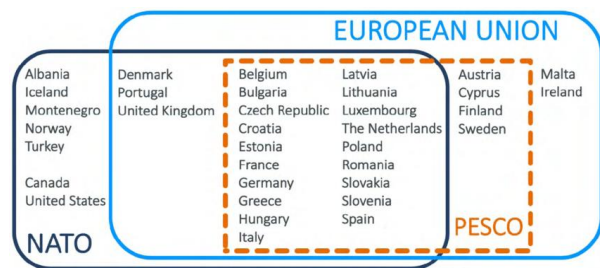 EUROPEAN UNION
Albania
Iceland
Montenegro
Norway
Turkey
Canada
United States
Denmark
Portugal
United Kingdom
Belgium
Bulgaria
Czech Republic
Croatia
Estonia
France
Germany
Greece
Hungary
Italy
Latvia
Lithuania
Luxembourg
The Netherlands
Poland
Romania
Slovakia
Slovenia
Spain
Austria
Cyprus
Finland
Sweden
Malta
Ireland
NATO
PESCO